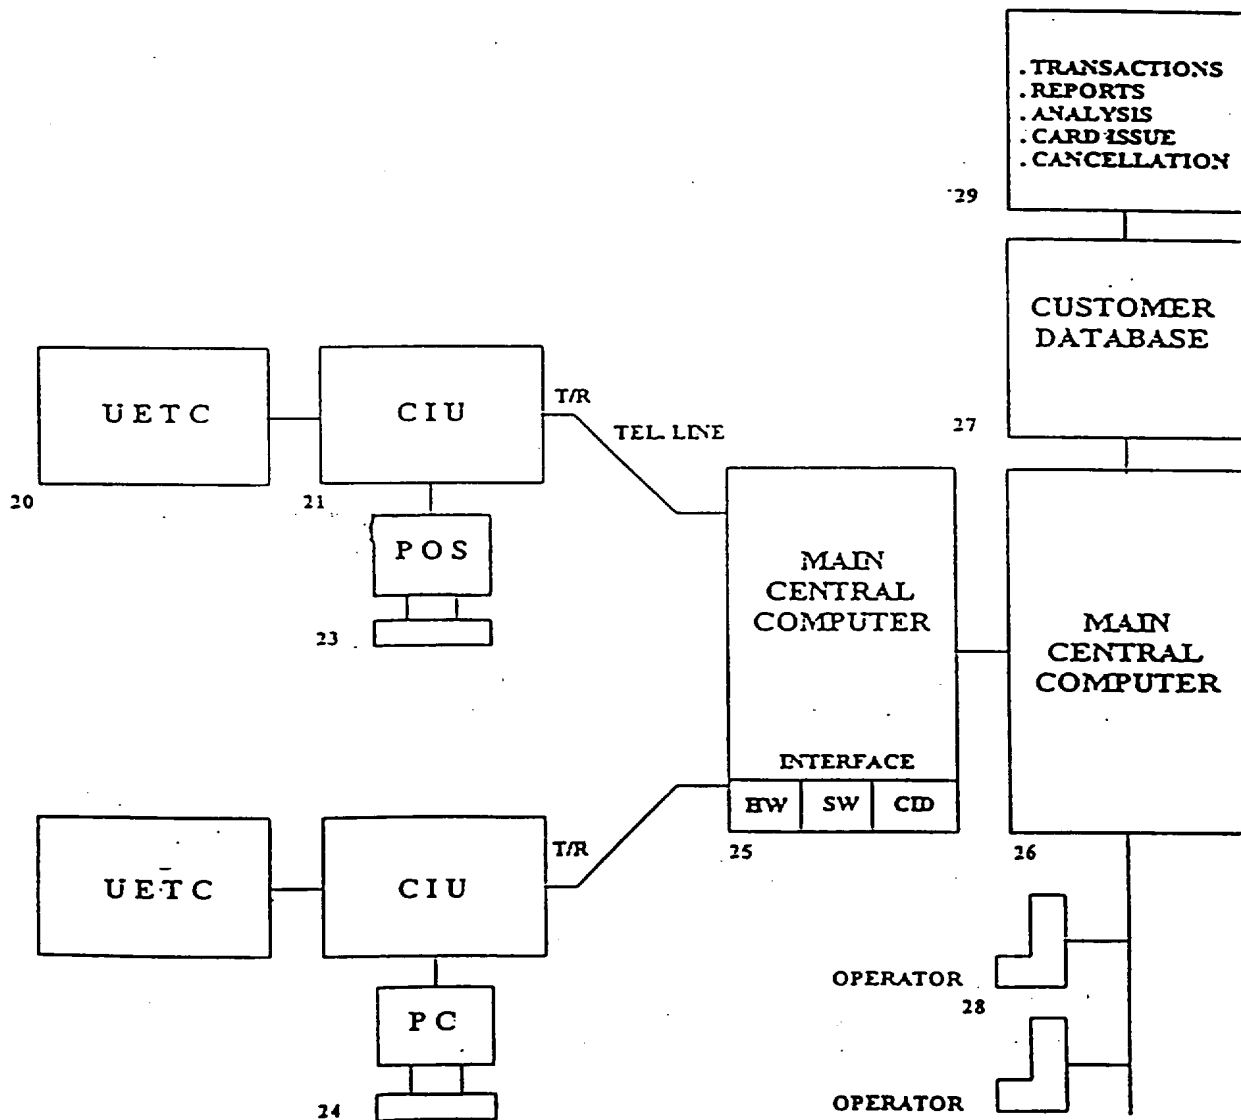 . TRANSACTIONS
. REPORTS
. ANALYSIS
. CARD ISSUE
. CANCELLATION
29
CUSTOMER
DATABASE
27
UETC
20
CIU
21
T/R
TEL. LINE
POS
23
MAIN
CENTRAL
COMPUTER
INTERFACE
HW SW CID
25
MAIN
CENTRAL
COMPUTER
26
UETC
CIU
T/R
PC
24
OPERATOR
28
OPERATOR